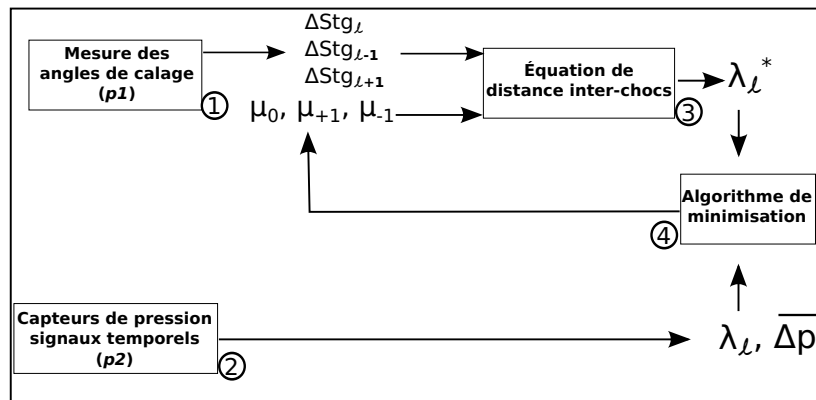 Mesure des
angles de calage
(p1)
1
ΔStgℓ
ΔStgℓ-1
ΔStgℓ+1
μ0, μ+1, μ-1
Équation de
distance inter-chocs
3
λℓ*
Algorithme de
minimisation
4
Capteurs de pression
signaux temporels
(p2)
2
λℓ, Δp̅